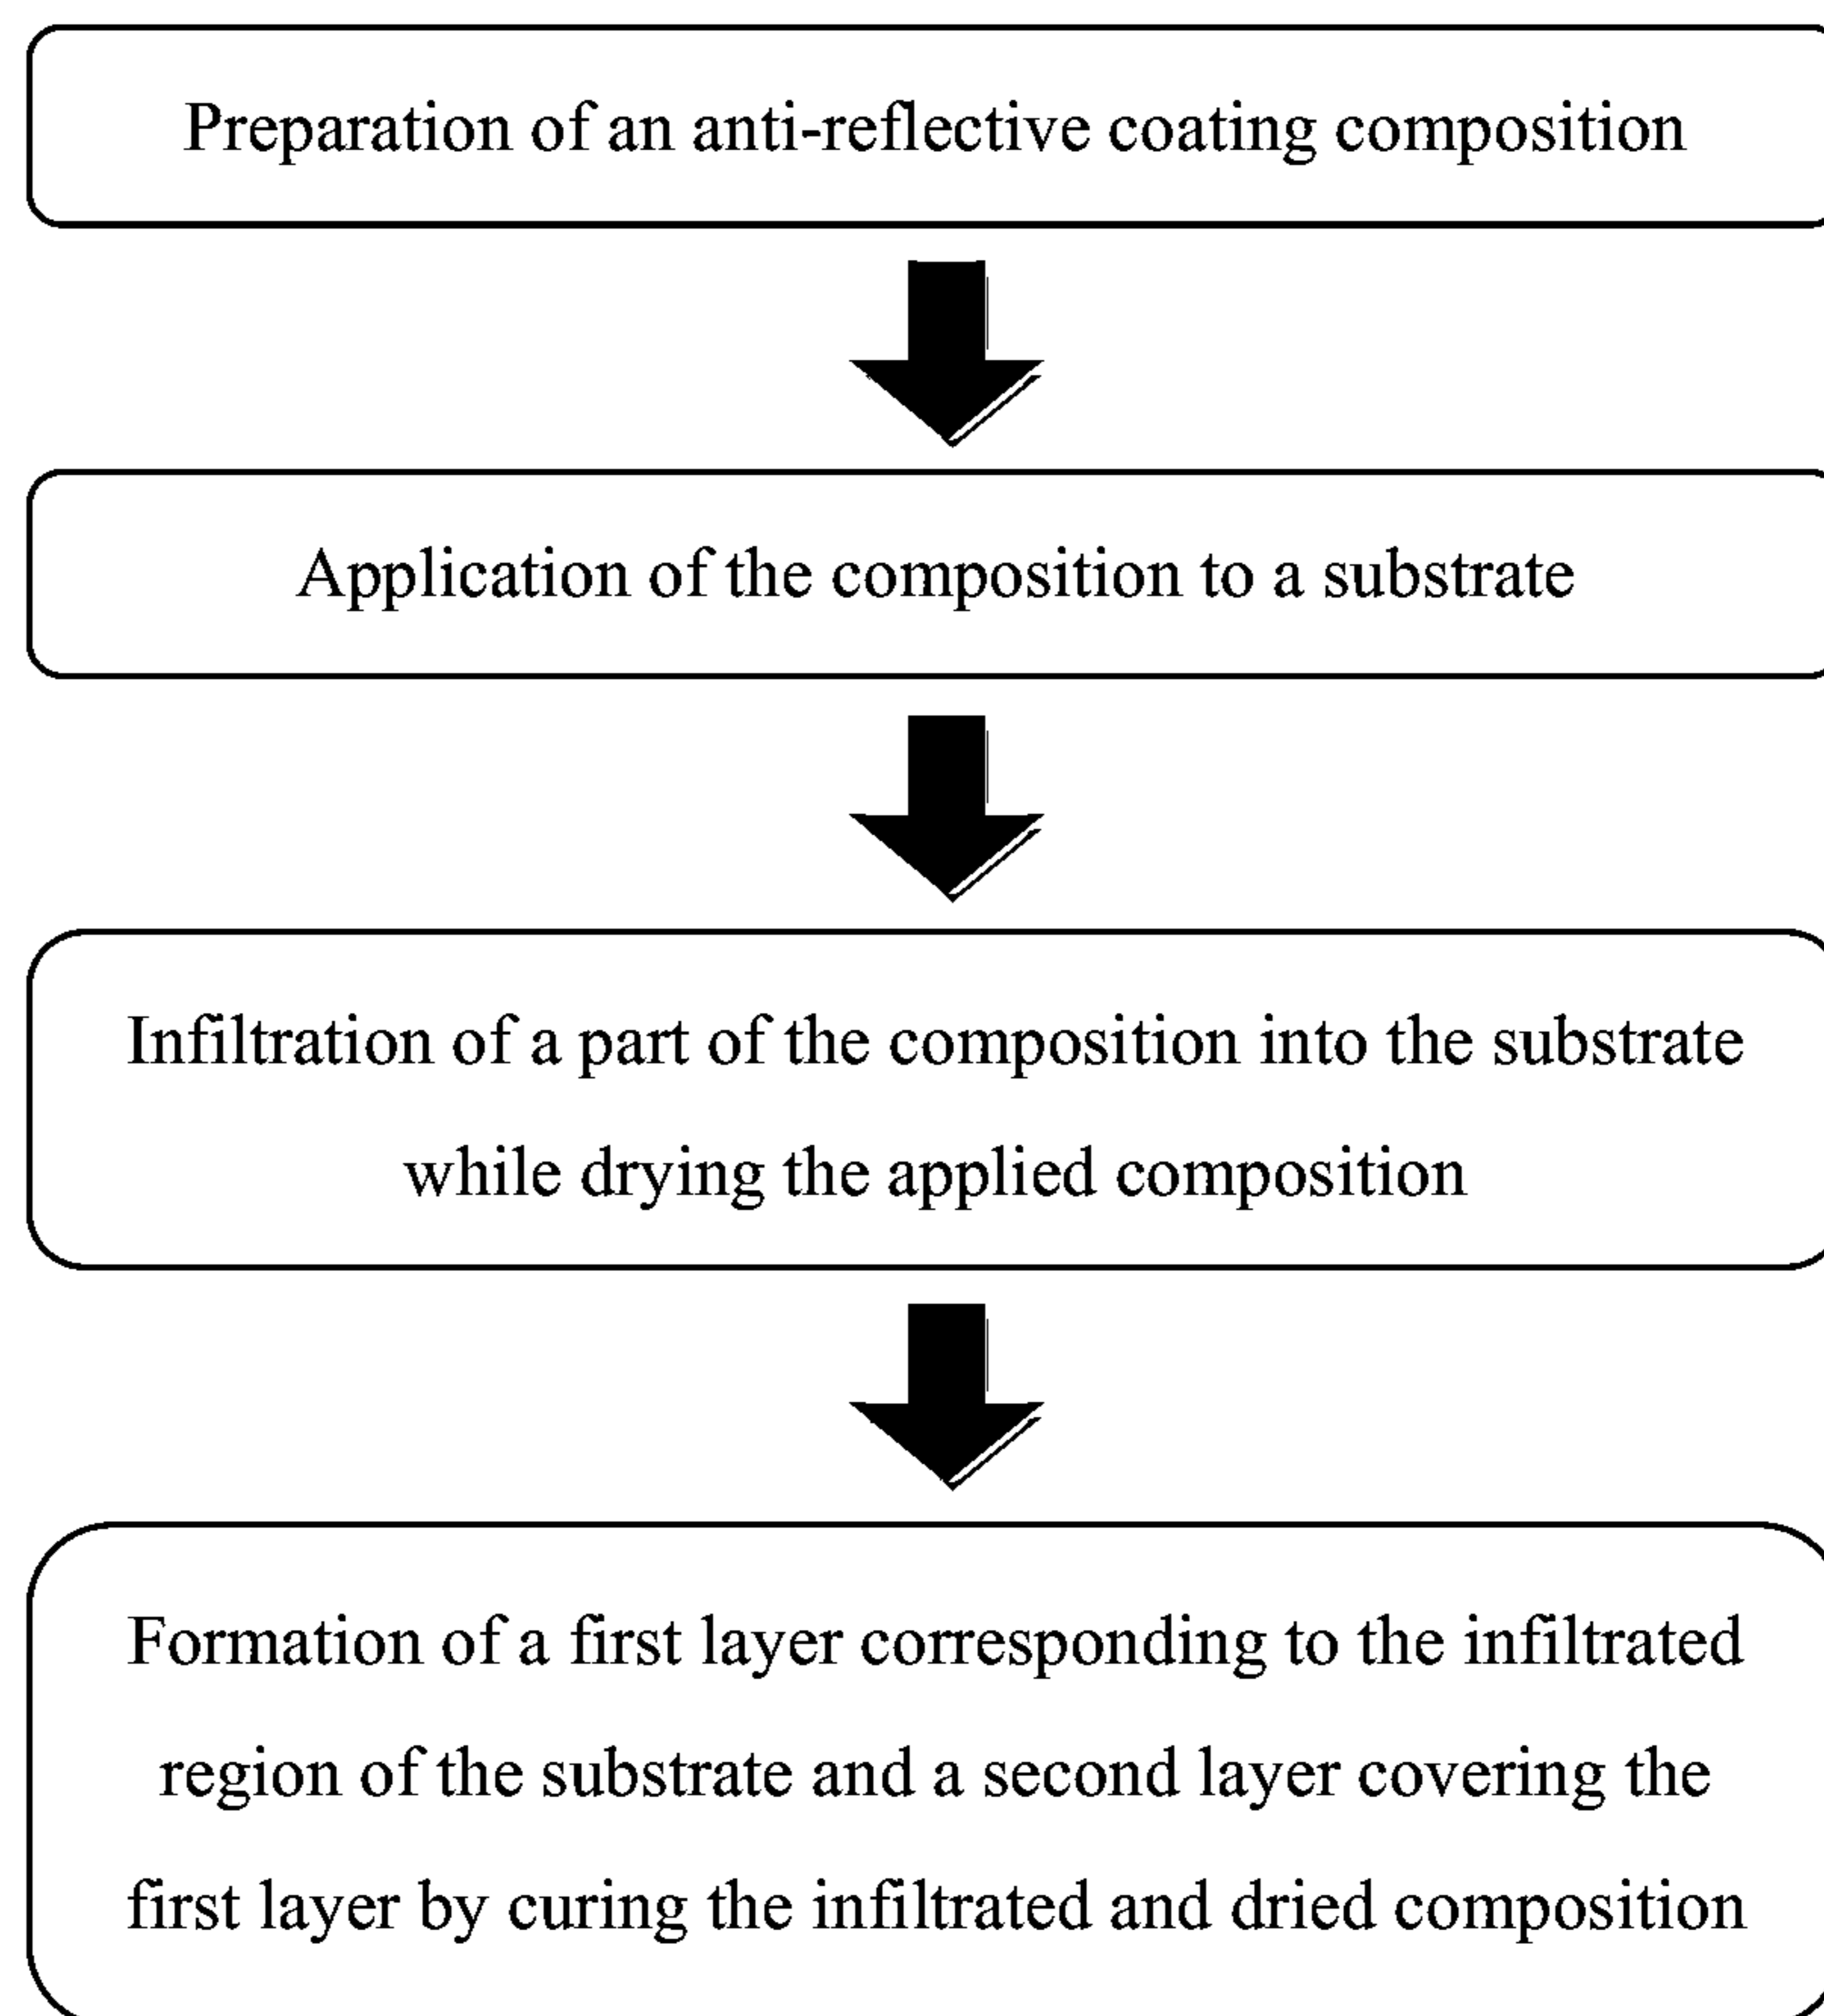 Preparation of an anti-reflective coating composition
Application of the composition to a substrate
Infiltration of a part of the composition into the substrate
while drying the applied composition
Formation of a first layer corresponding to the infiltrated
region of the substrate and a second layer covering the
first layer by curing the infiltrated and dried composition